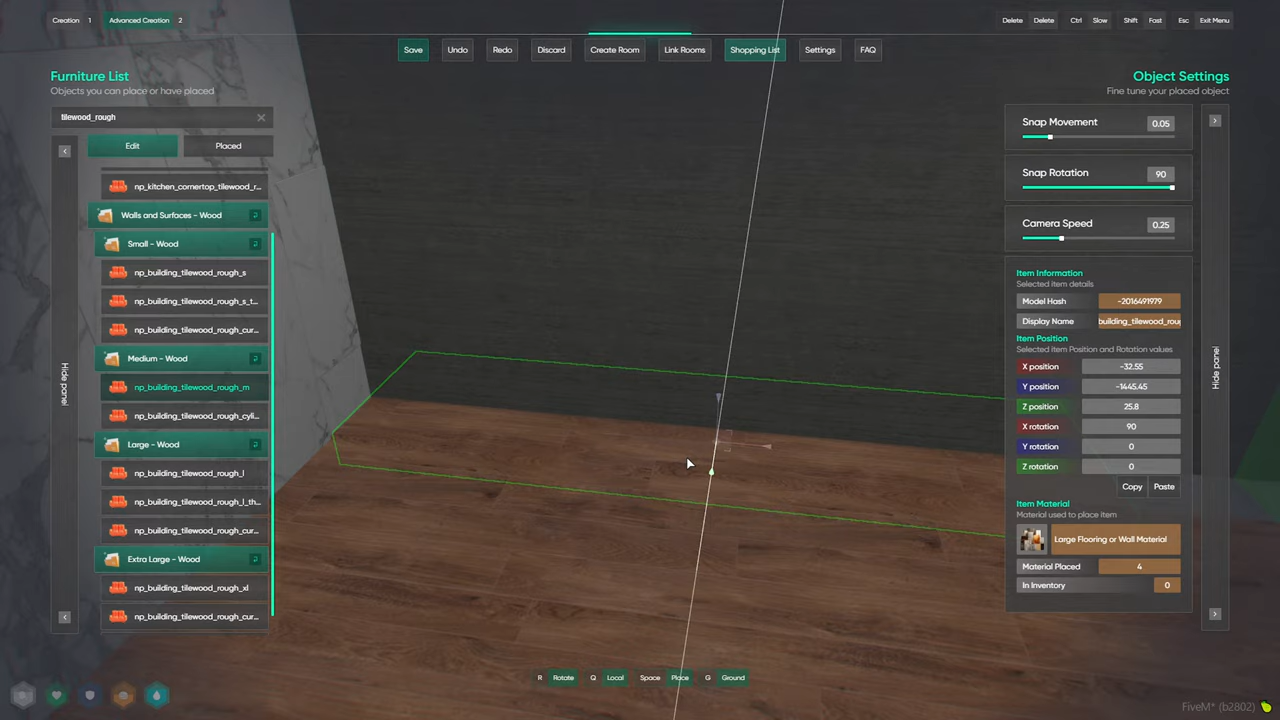 Creation 1 Advanced Creation 2
Delete Delete Ctrl Slow Shift Fast Esc Exit Menu
Save Undo Redo Discard Create Room Link Rooms Shopping List Settings FAQ
Furniture List
Objects you can place or have placed
tilewood_rough
Edit Placed
np_kitchen_cornertop_tilewood_r...
Walls and Surfaces - Wood
Small - Wood
np_building_tilewood_rough_s
np_building_tilewood_rough_s_t...
np_building_tilewood_rough_cur...
Medium - Wood
np_building_tilewood_rough_m
np_building_tilewood_rough_cyli...
Large - Wood
np_building_tilewood_rough_l
np_building_tilewood_rough_l_th...
np_building_tilewood_rough_cur...
Extra Large - Wood
np_building_tilewood_rough_xl
np_building_tilewood_rough_cur...
Hide panel
Object Settings
Fine tune your placed object
Snap Movement 0.05
Snap Rotation 90
Camera Speed 0.25
Item Information
Selected item details
Model Hash -2016491979
Display Name building_tilewood_roug
Item Position
Selected item Position and Rotation values
X position -32.55
Y position -1445.45
Z position 25.8
X rotation 90
Y rotation 0
Z rotation 0
Copy Paste
Item Material
Material used to place item
Large Flooring or Wall Material
Material Placed 4
In Inventory 0
Hide panel
R Rotate Q Local Space Place G Ground
FiveM* (b2802)